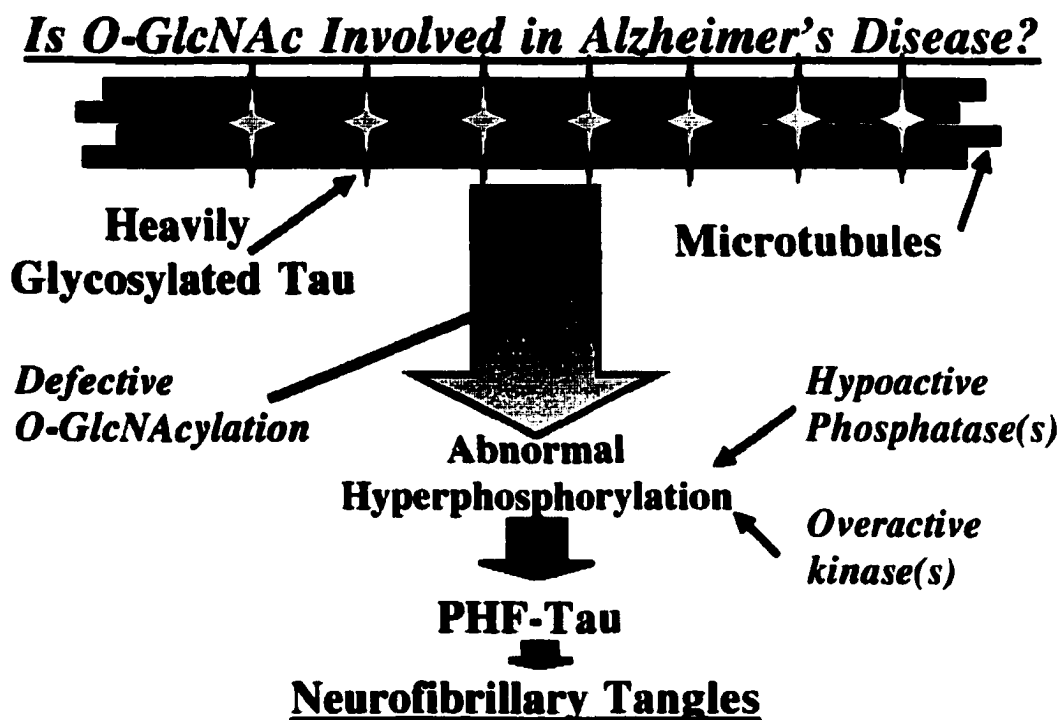 Is O-GlcNAc Involved in Alzheimer's Disease?
Heavily
Glycosylated Tau
Microtubules
Defective
O-GlcNAcylation
Hypoactive
Phosphatase(s)
Abnormal
Hyperphosphorylation
Overactive
kinase(s)
PHF-Tau
Neurofibrillary Tangles